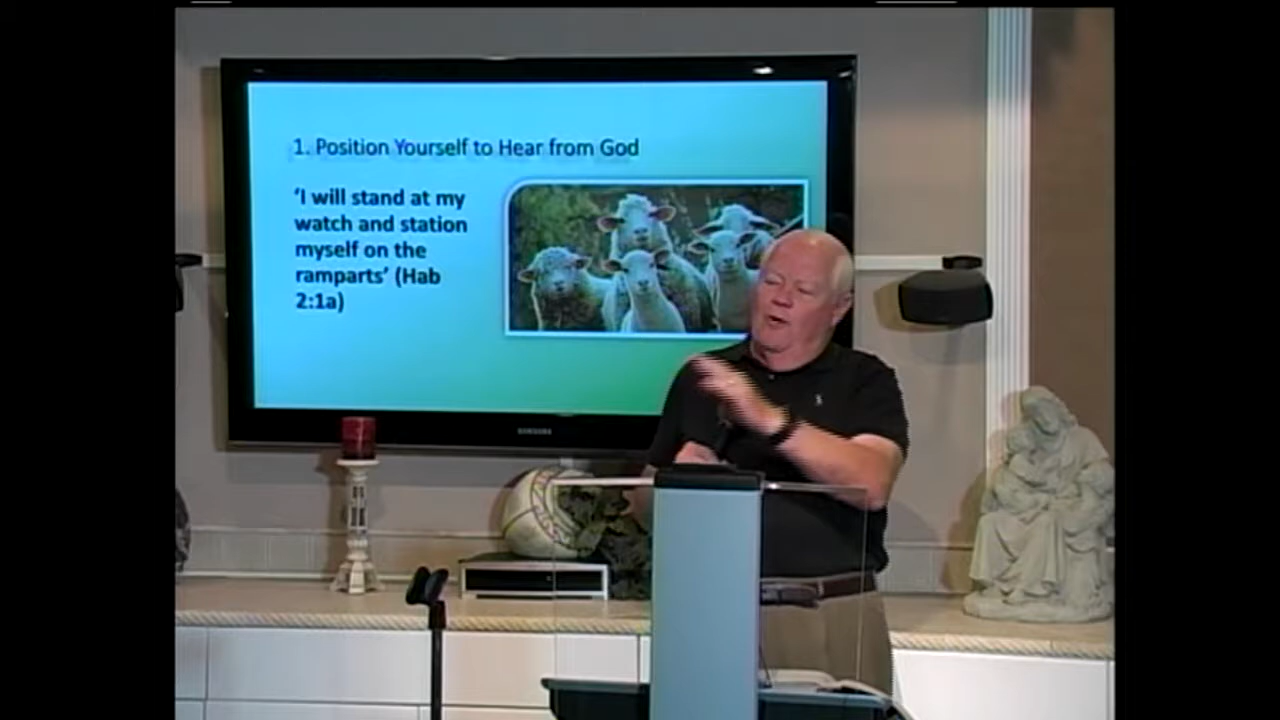 1. Position Yourself to Hear from God
‘I will stand at my
watch and station
myself on the
ramparts’ (Hab
2:1a)
SAMSUNG